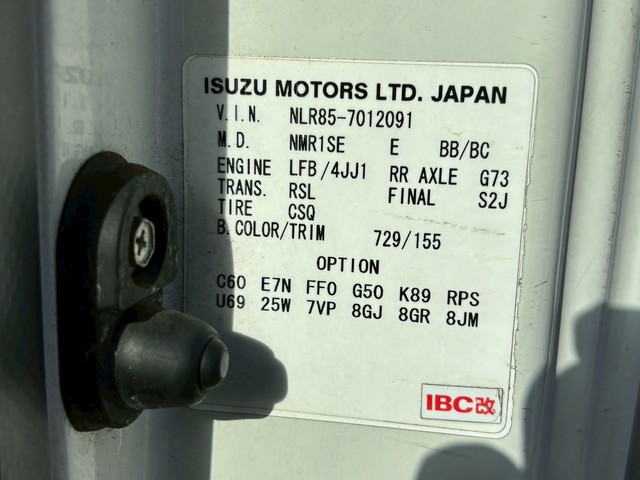 ISUZU MOTORS LTD. JAPAN
V.I.N. NLR85-7012091
M.D. NMR1SE E BB/BC
ENGINE LFB/4JJ1 RR AXLE G73
TRANS. RSL FINAL S2J
TIRE CSQ
B.COLOR/TRIM 729/155
OPTION
C60 E7N FF0 G50 K89 RPS
U69 25W 7VP 8GJ 8GR 8JM
IBC改